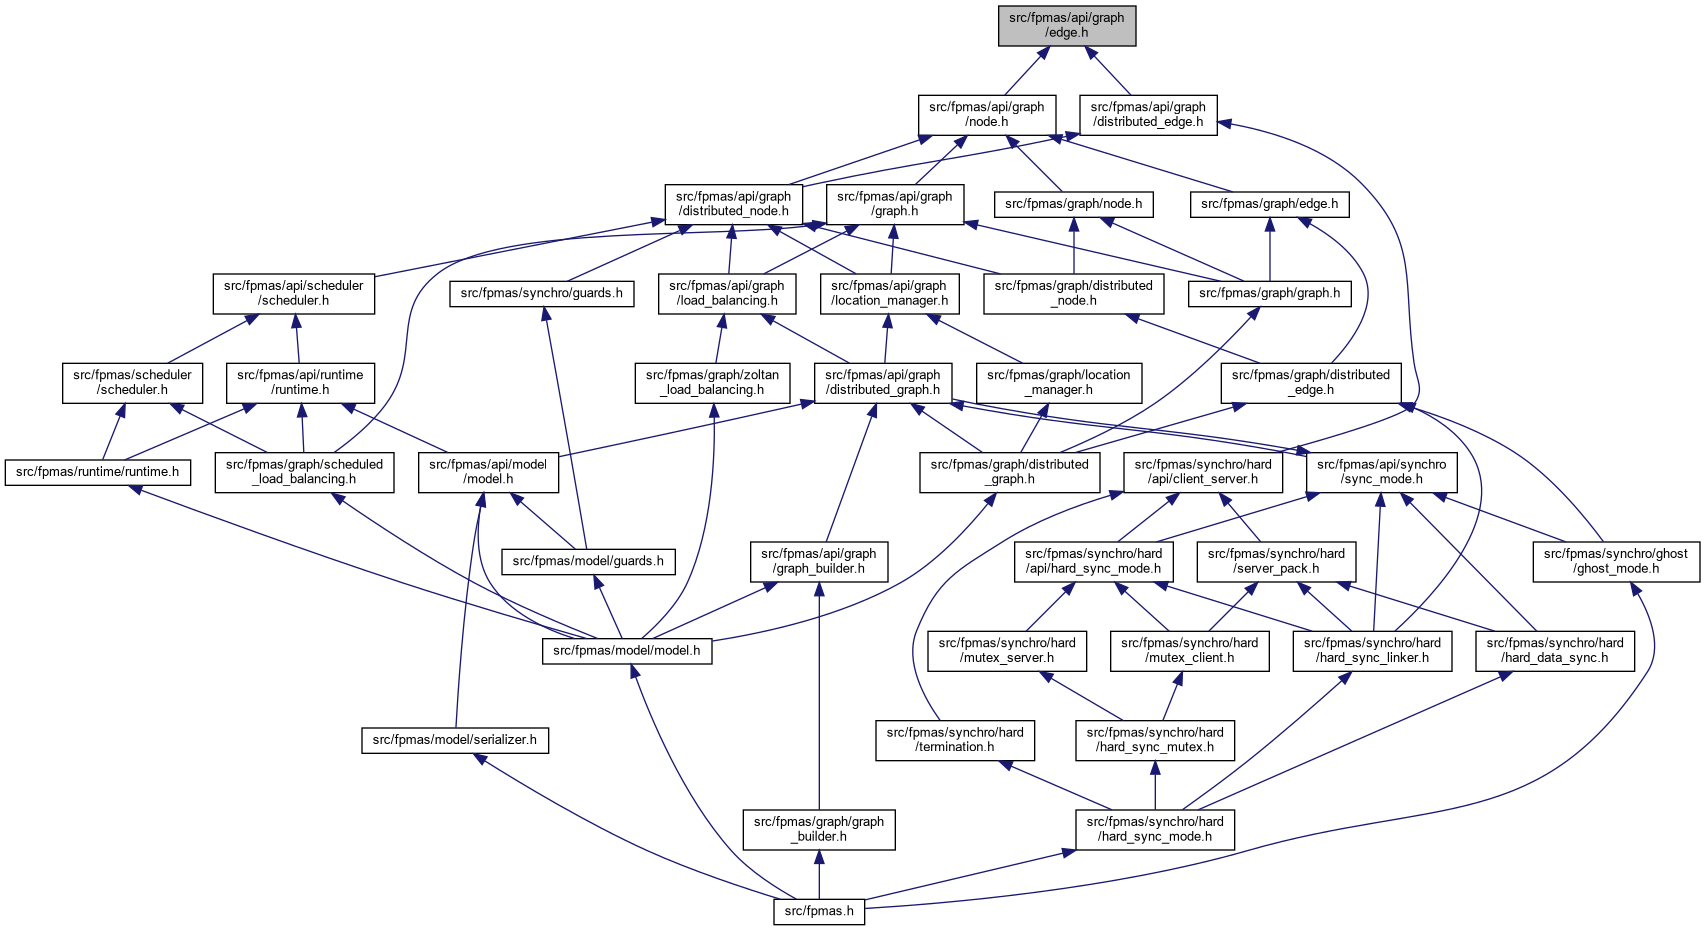 src/fpmas/api/graph
/edge.h
src/fpmas/api/graph
/node.h
src/fpmas/api/graph
/distributed_edge.h
src/fpmas/api/graph
/distributed_node.h
src/fpmas/api/graph
/graph.h
src/fpmas/graph/node.h
src/fpmas/graph/edge.h
src/fpmas/api/scheduler
/scheduler.h
src/fpmas/synchro/guards.h
src/fpmas/api/graph
/load_balancing.h
src/fpmas/api/graph
/location_manager.h
src/fpmas/graph/distributed
_node.h
src/fpmas/graph/graph.h
src/fpmas/scheduler
/scheduler.h
src/fpmas/api/runtime
/runtime.h
src/fpmas/graph/zoltan
_load_balancing.h
src/fpmas/api/graph
/distributed_graph.h
src/fpmas/graph/location
_manager.h
src/fpmas/graph/distributed
_edge.h
src/fpmas/runtime/runtime.h
src/fpmas/graph/scheduled
_load_balancing.h
src/fpmas/api/model
/model.h
src/fpmas/graph/distributed
_graph.h
src/fpmas/synchro/hard
/api/client_server.h
src/fpmas/api/synchro
/sync_mode.h
src/fpmas/model/guards.h
src/fpmas/api/graph
/graph_builder.h
src/fpmas/synchro/hard
/api/hard_sync_mode.h
src/fpmas/synchro/hard
/server_pack.h
src/fpmas/synchro/ghost
/ghost_mode.h
src/fpmas/model/model.h
src/fpmas/synchro/hard
/mutex_server.h
src/fpmas/synchro/hard
/mutex_client.h
src/fpmas/synchro/hard
/hard_sync_linker.h
src/fpmas/synchro/hard
/hard_data_sync.h
src/fpmas/model/serializer.h
src/fpmas/synchro/hard
/termination.h
src/fpmas/synchro/hard
/hard_sync_mutex.h
src/fpmas/graph/graph
_builder.h
src/fpmas/synchro/hard
/hard_sync_mode.h
src/fpmas.h